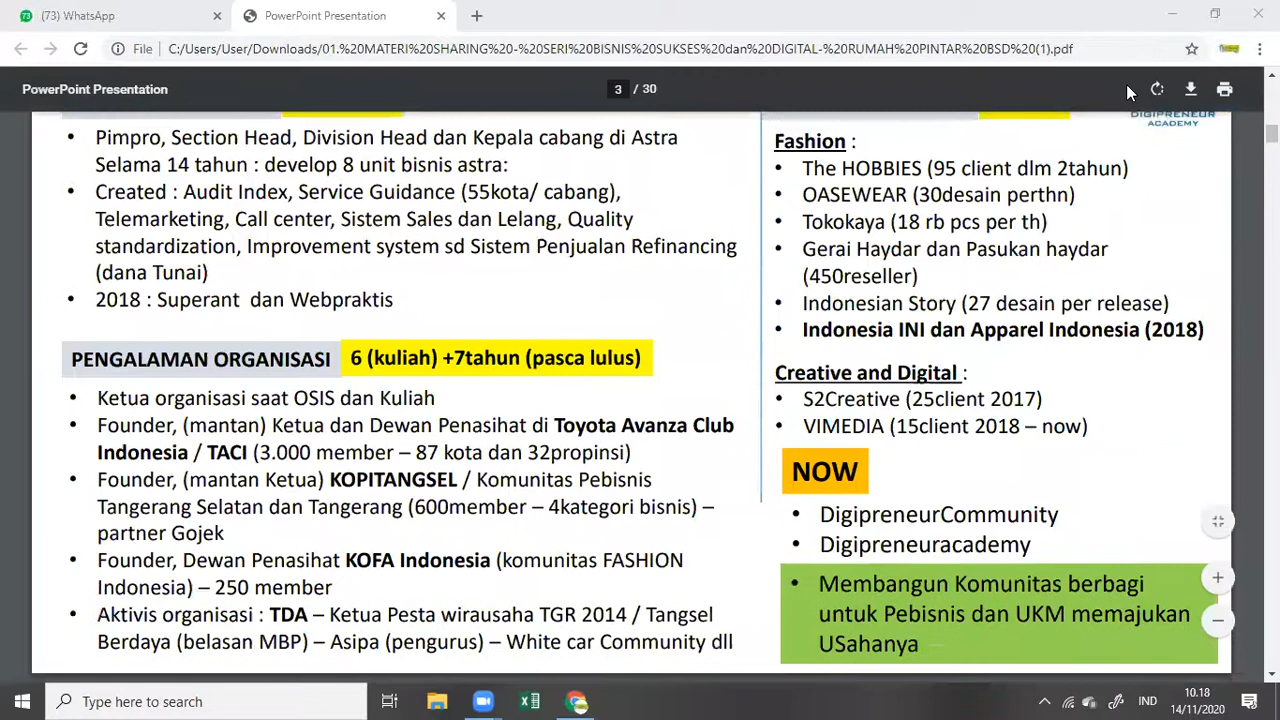 (73) WhatsApp
PowerPoint Presentation
File
C:/Users/User/Downloads/01.%20MATERI%20SHARING%20-%20SERI%20BISNIS%20SUKSES%20dan%20DIGITAL-%20RUMAH%20PINTAR%20BSD%20(1).pdf
PowerPoint Presentation
3 / 30
• Pimpro, Section Head, Division Head dan Kepala cabang di Astra
Selama 14 tahun : develop 8 unit bisnis astra:
• Created : Audit Index, Service Guidance (55kota/ cabang),
Telemarketing, Call center, Sistem Sales dan Lelang, Quality
standardization, Improvement system sd Sistem Penjualan Refinancing
(dana Tunai)
• 2018 : Superant dan Webpraktis
PENGALAMAN ORGANISASI
6 (kuliah) +7tahun (pasca lulus)
• Ketua organisasi saat OSIS dan Kuliah
• Founder, (mantan) Ketua dan Dewan Penasihat di Toyota Avanza Club
Indonesia / TACI (3.000 member – 87 kota dan 32propinsi)
• Founder, (mantan Ketua) KOPITANGSEL / Komunitas Pebisnis
Tangerang Selatan dan Tangerang (600member – 4kategori bisnis) –
partner Gojek
• Founder, Dewan Penasihat KOFA Indonesia (komunitas FASHION
Indonesia) – 250 member
• Aktivis organisasi : TDA – Ketua Pesta wirausaha TGR 2014 / Tangsel
Berdaya (belasan MBP) – Asipa (pengurus) – White car Community dll
DIGIPRENEUR
ACADEMY
Fashion :
• The HOBBIES (95 client dlm 2tahun)
• OASEWEAR (30desain perthn)
• Tokokaya (18 rb pcs per th)
• Gerai Haydar dan Pasukan haydar
(450reseller)
• Indonesian Story (27 desain per release)
• Indonesia INI dan Apparel Indonesia (2018)
Creative and Digital :
• S2Creative (25client 2017)
• VIMEDIA (15client 2018 – now)
NOW
• DigipreneurCommunity
• Digipreneuracademy
• Membangun Komunitas berbagi
untuk Pebisnis dan UKM memajukan
USahanya
Type here to search
IND
10.18
14/11/2020